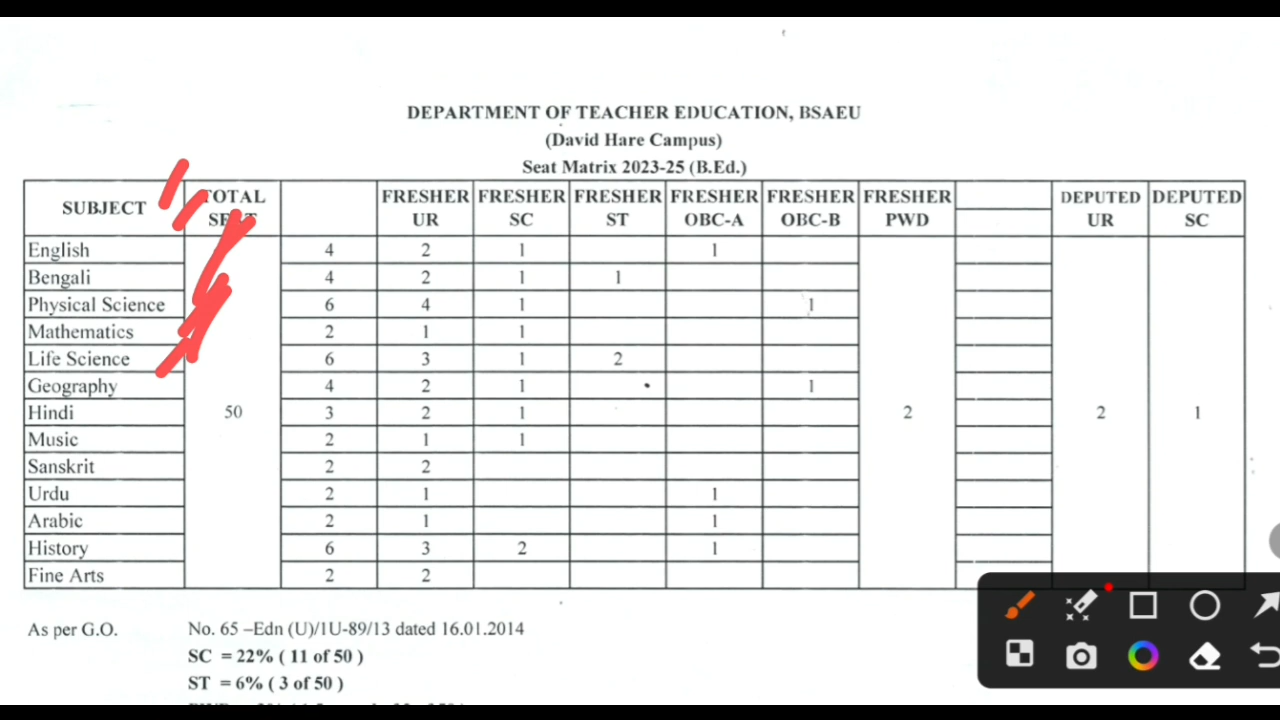 DEPARTMENT OF TEACHER EDUCATION, BSAEU
(David Hare Campus)
Seat Matrix 2023-25 (B.Ed.)
SUBJECT TOTAL SEAT FRESHER UR FRESHER SC FRESHER ST FRESHER OBC-A FRESHER OBC-B FRESHER PWD DEPUTED UR DEPUTED SC
English 4 2 1 1
Bengali 4 2 1 1
Physical Science 6 4 1 1
Mathematics 2 1 1
Life Science 6 3 1 2
Geography 4 2 1 1
Hindi 50 3 2 1 2 2 1
Music 2 1 1
Sanskrit 2 2
Urdu 2 1 1
Arabic 2 1 1
History 6 3 2 1
Fine Arts 2 2
As per G.O. No. 65 –Edn (U)/1U-89/13 dated 16.01.2014
SC = 22% ( 11 of 50 )
ST = 6% ( 3 of 50 )